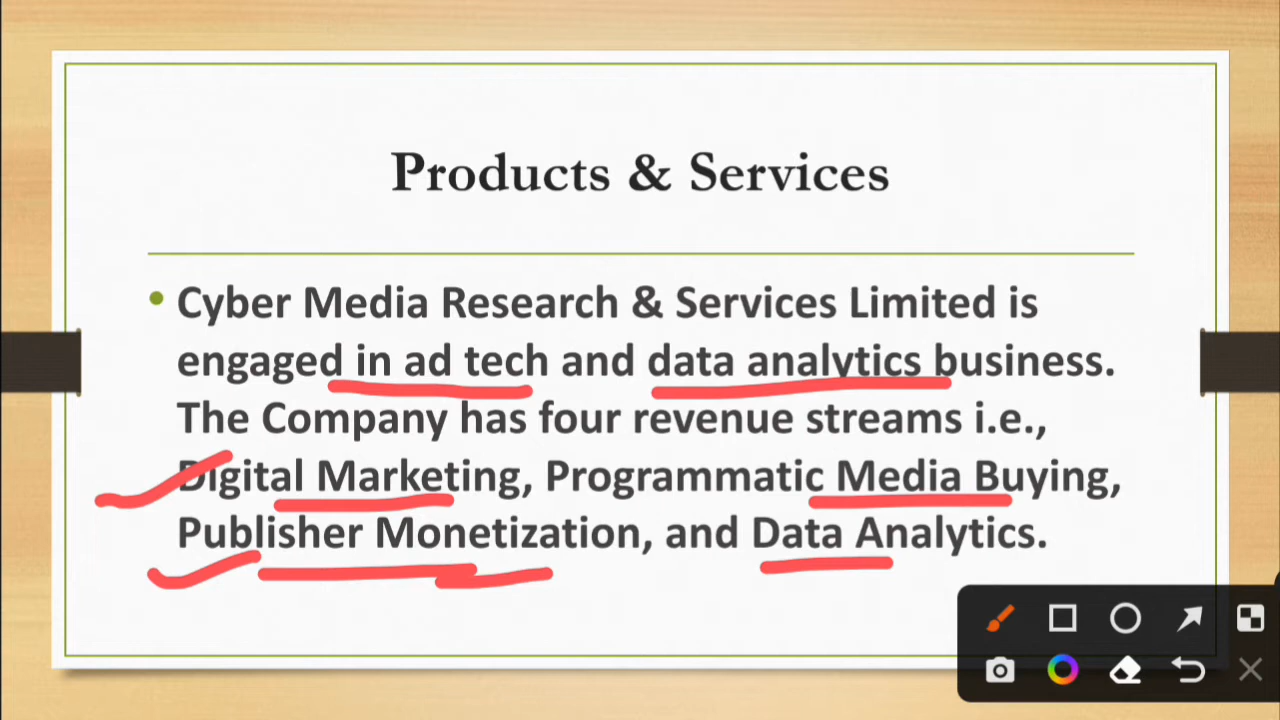 Products & Services
• Cyber Media Research & Services Limited is
engaged in ad tech and data analytics business.
The Company has four revenue streams i.e.,
Digital Marketing, Programmatic Media Buying,
Publisher Monetization, and Data Analytics.